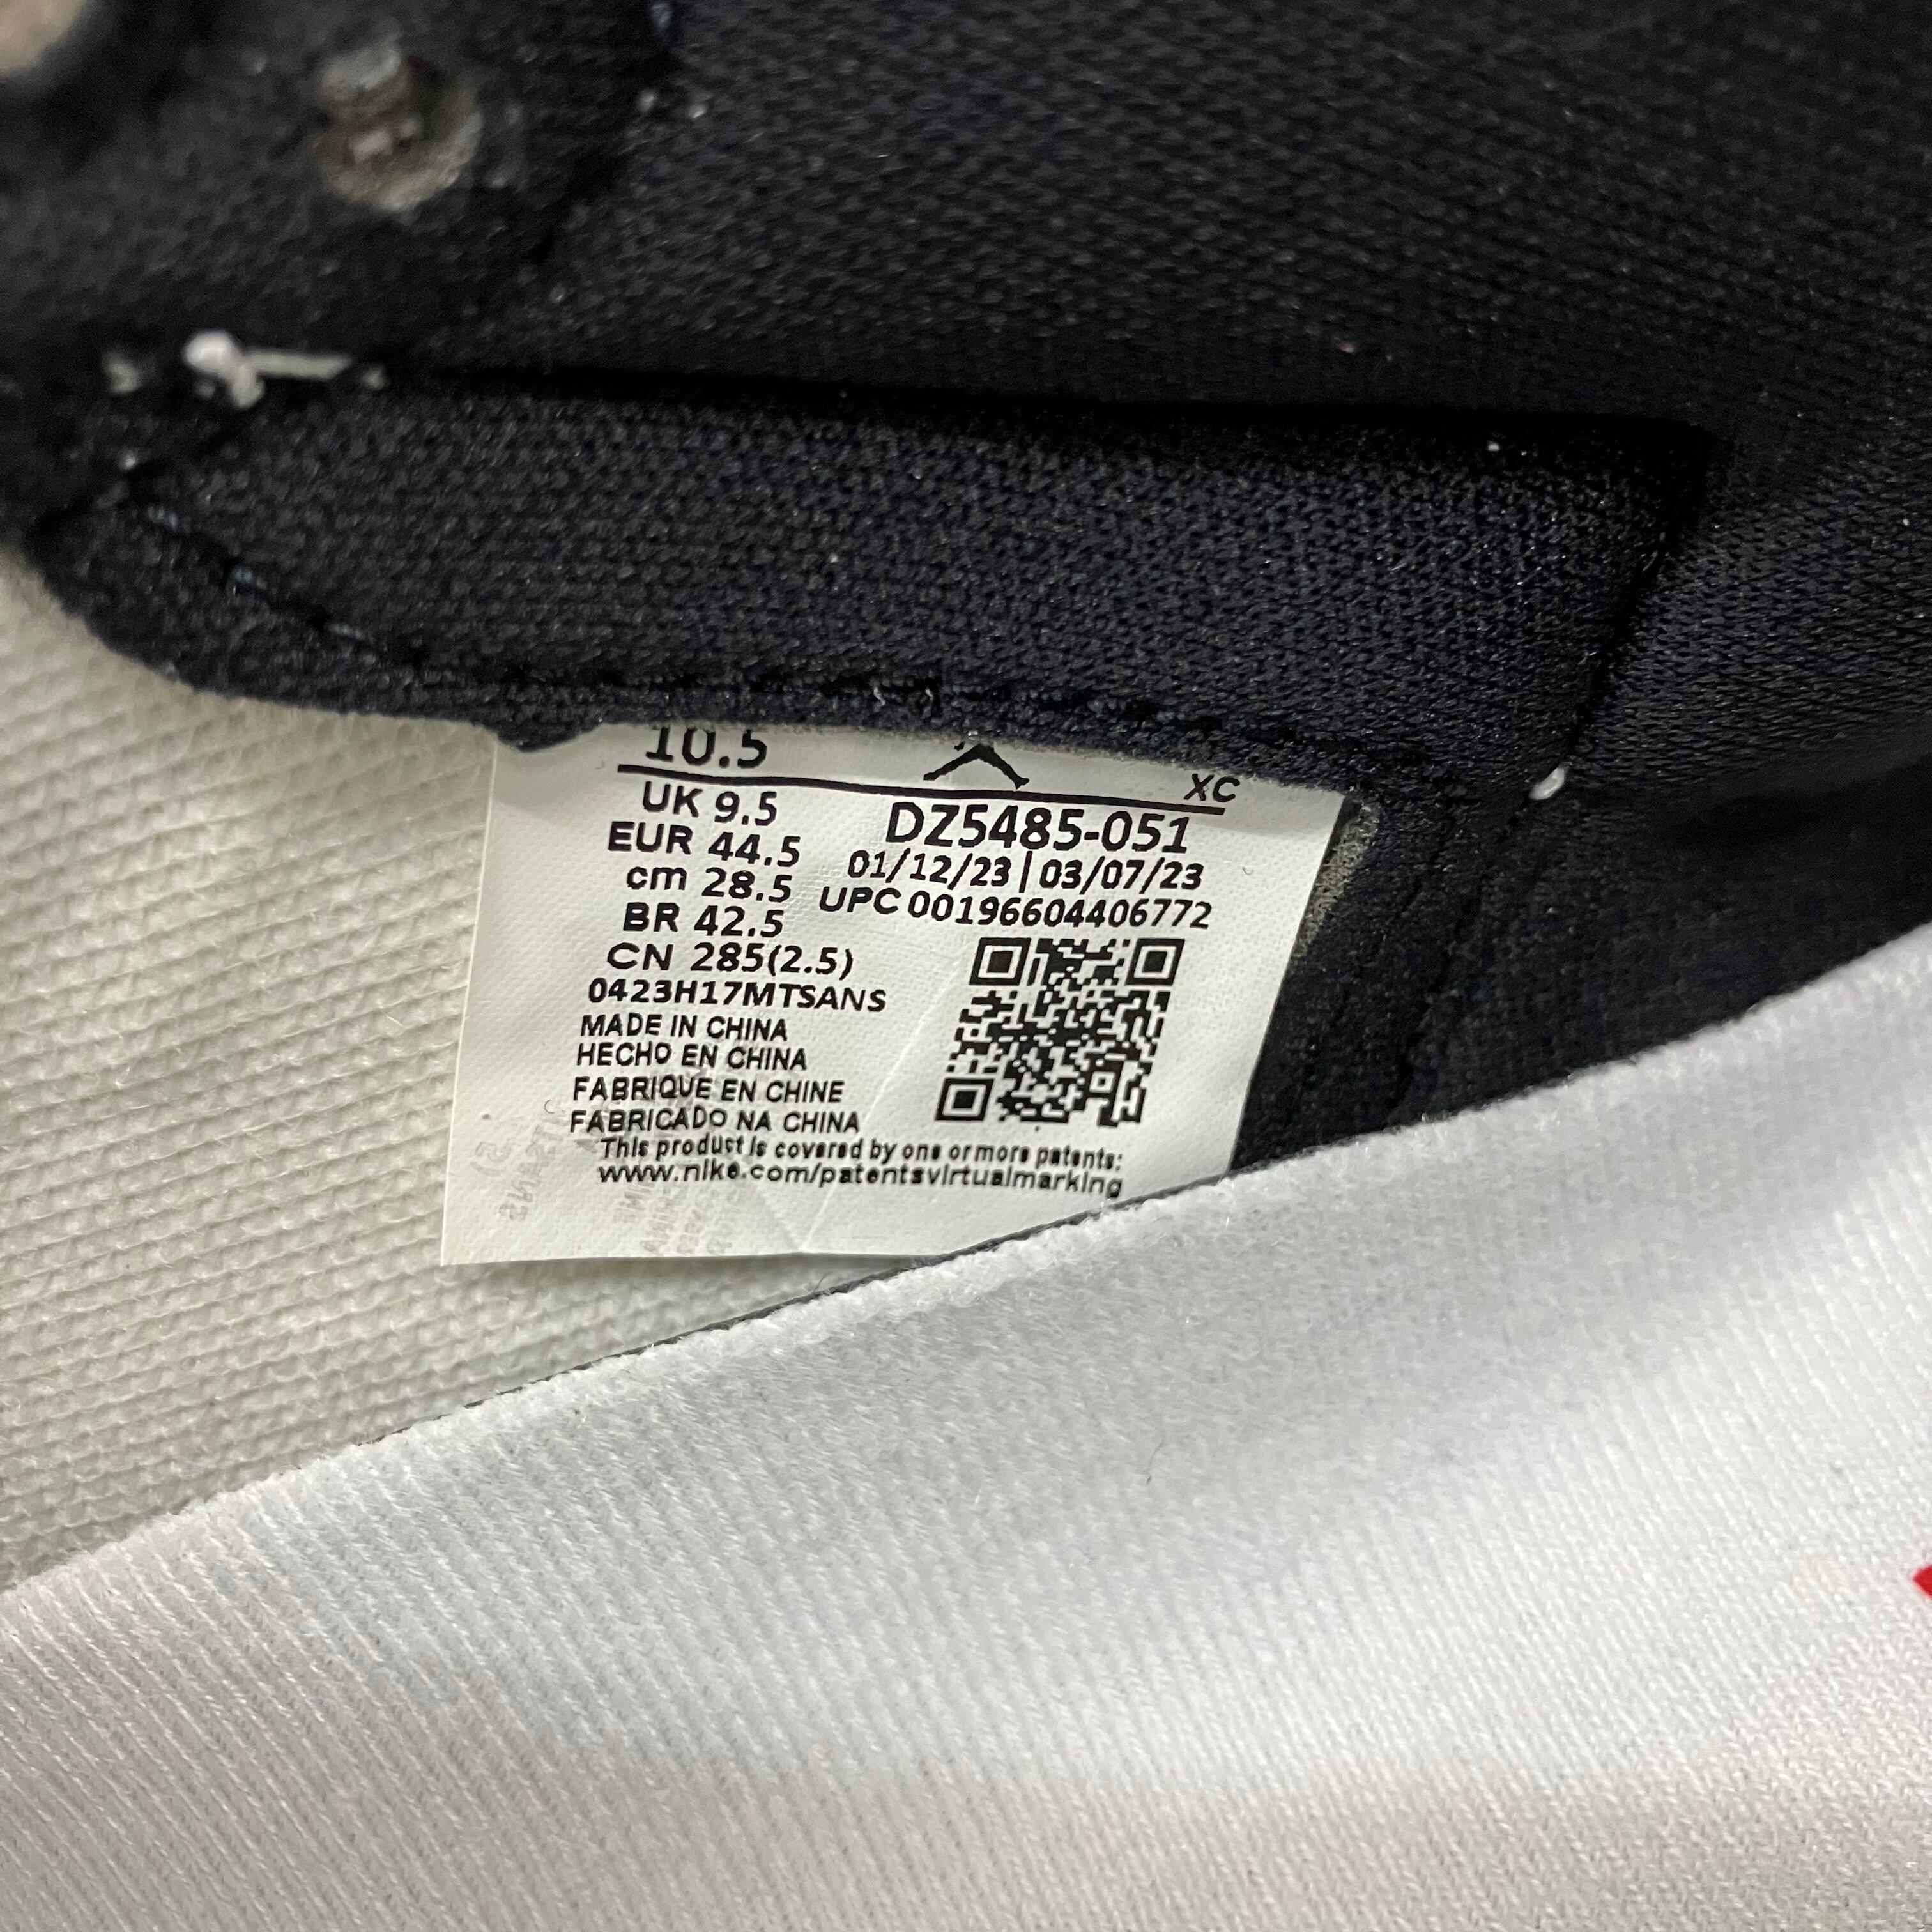 10.5
XC
UK 9.5
EUR 44.5
cm 28.5
BR 42.5
CN 285(2.5)
0423H17MTSANS
DZ5485-051
01/12/23 | 03/07/23
UPC 00196604406772
MADE IN CHINA
HECHO EN CHINA
FABRIQUE EN CHINE
FABRICADO NA CHINA
This product is covered by one or more patents:
www.nike.com/patentsvirtualmarking